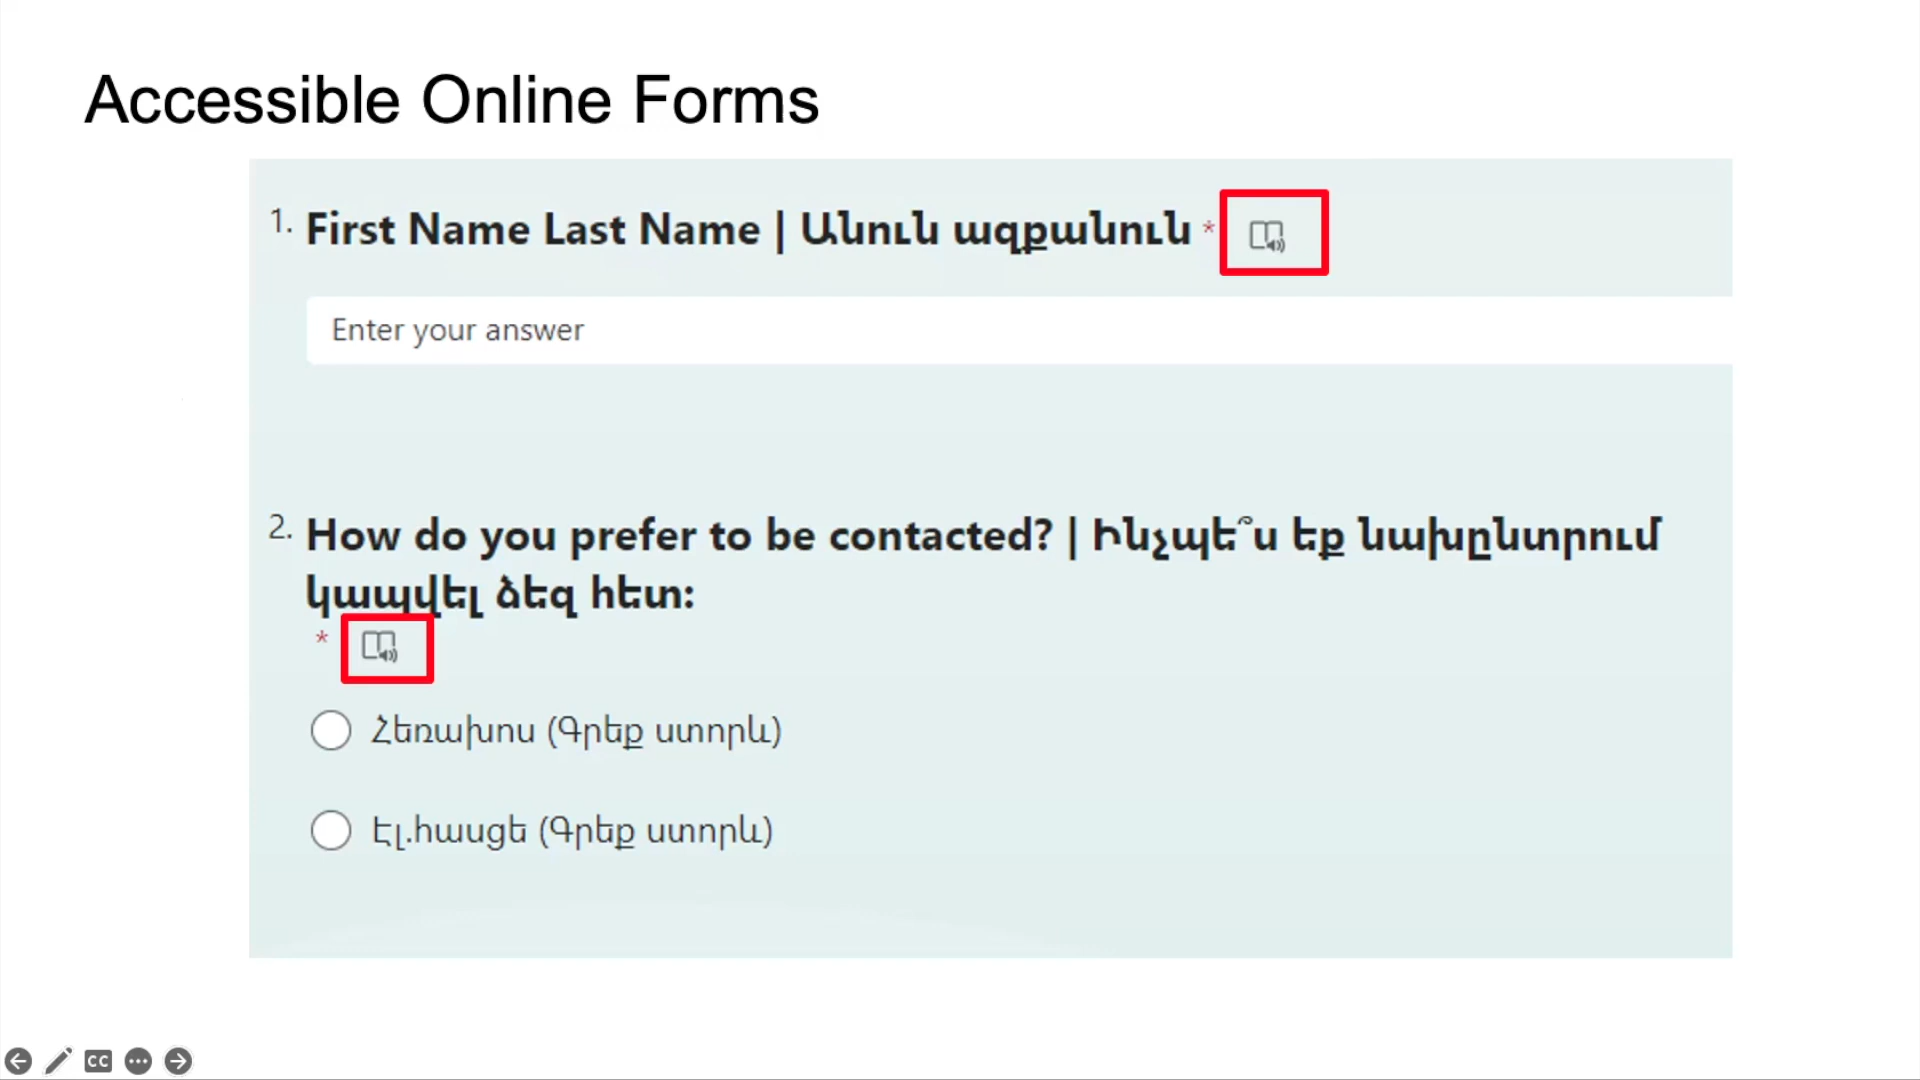 Accessible Online Forms
1. First Name Last Name | Անուն ազքանուն *
Enter your answer
2. How do you prefer to be contacted? | Ինչպե՞ս եք նախընտրում
կապվել ձեզ հետ:
*
Հեռախոս (Գրեք ստորև)
Էլ.հասցե (Գրեք ստորև)
CC